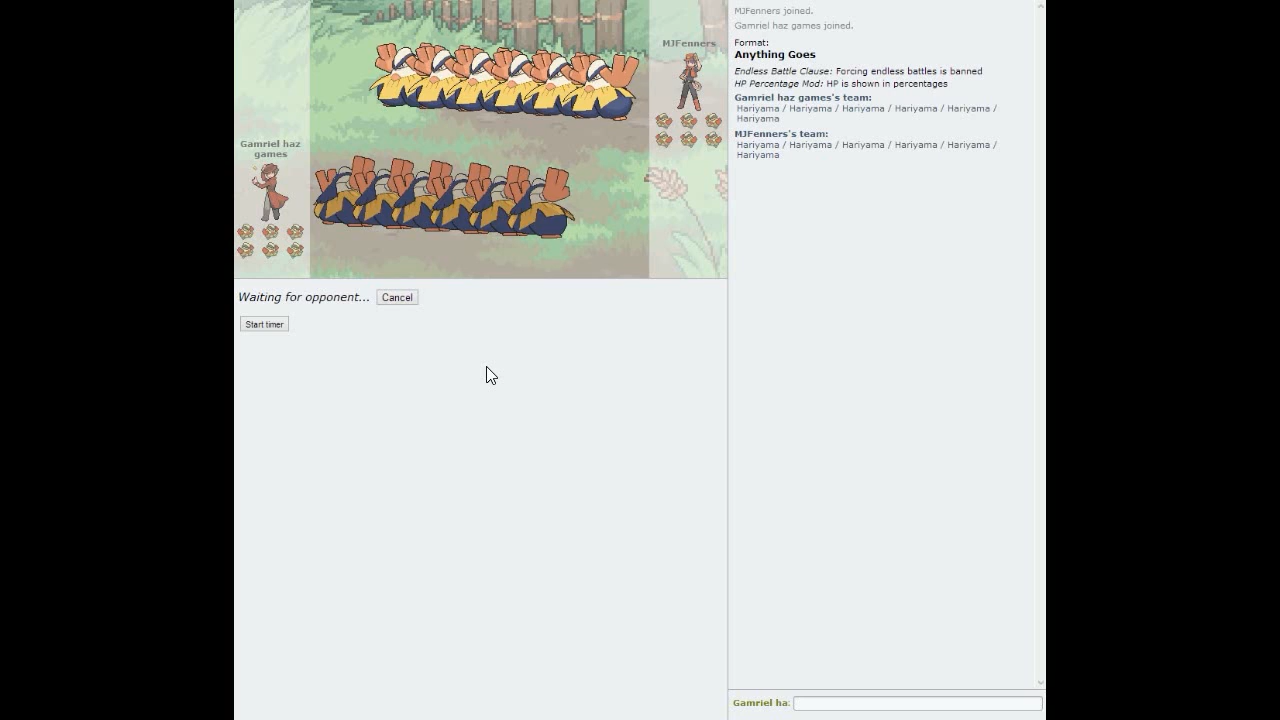 MJFenners
Gamriel haz
games
Waiting for opponent... Cancel
Start timer
MJFenners joined.
Gamriel haz games joined.
Format:
Anything Goes
Endless Battle Clause: Forcing endless battles is banned
HP Percentage Mod: HP is shown in percentages
Gamriel haz games's team:
Hariyama / Hariyama / Hariyama / Hariyama / Hariyama /
Hariyama
MJFenners's team:
Hariyama / Hariyama / Hariyama / Hariyama / Hariyama /
Hariyama
Gamriel ha: